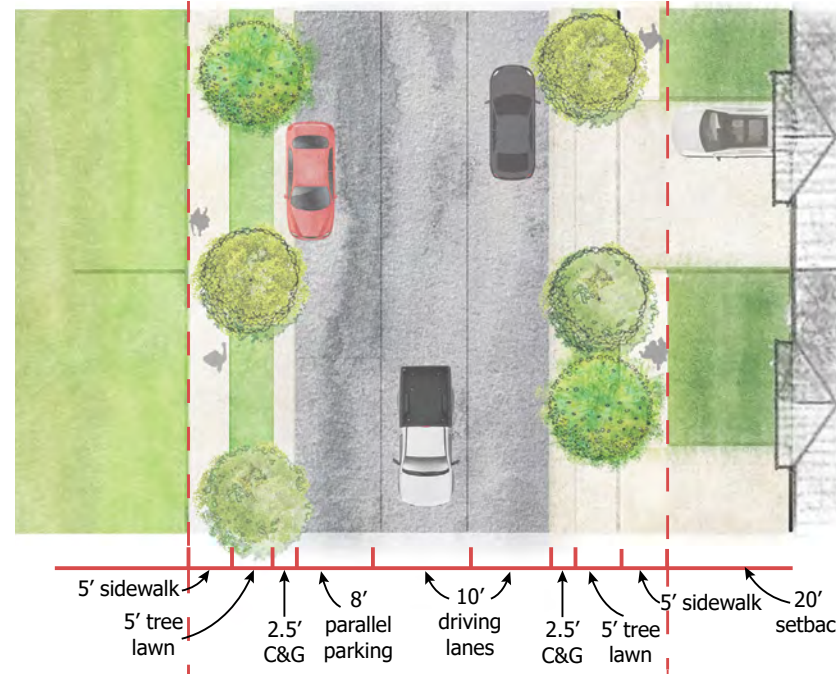 5’ sidewalk
5’ tree
lawn
2.5’
C&G
8’
parallel
parking
10’
driving
lanes
2.5’
C&G
5’ tree
lawn
5’ sidewalk
20’
setbac